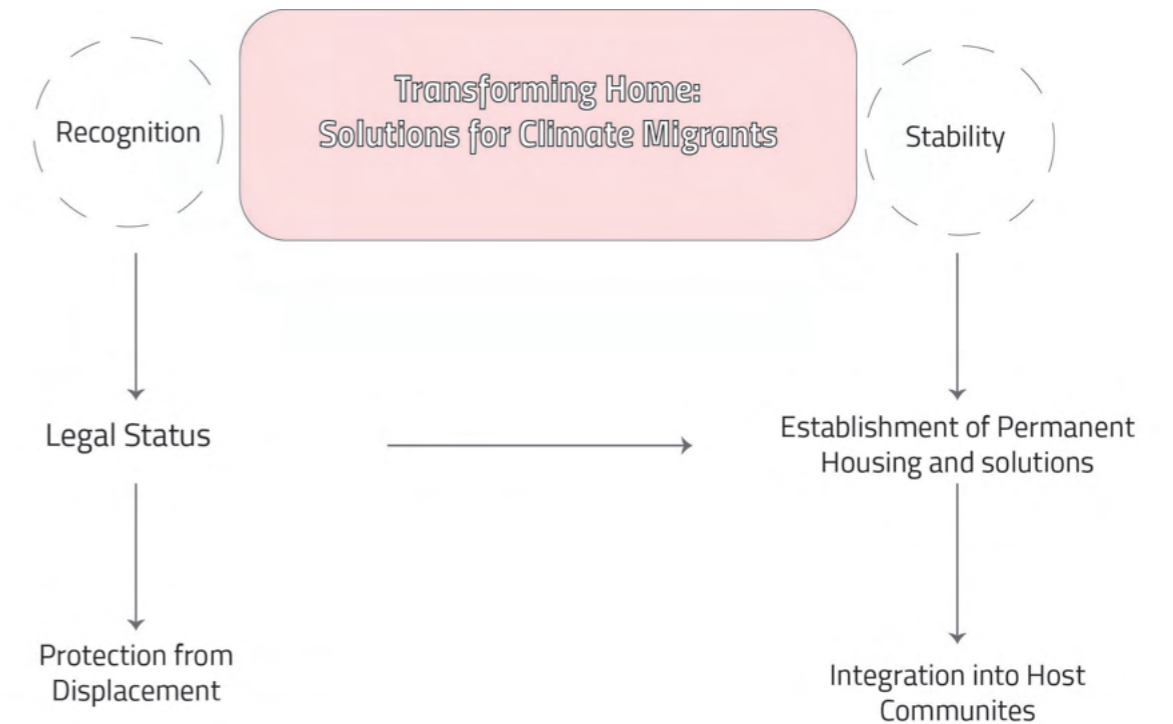 Recognition
Transforming Home:
Solutions for Climate Migrants
Stability
Legal Status
Establishment of Permanent
Housing and solutions
Protection from
Displacement
Integration into Host
Communites